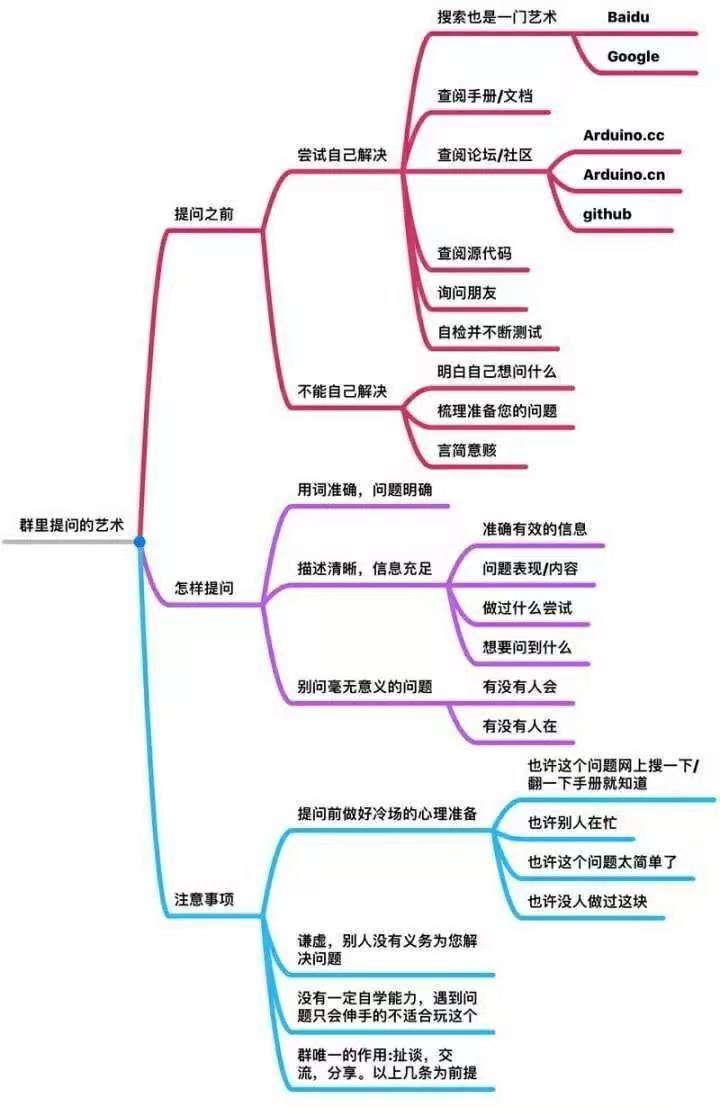 群里提问的艺术
提问之前
尝试自己解决
搜索也是一门艺术
Baidu
Google
查阅手册/文档
查阅论坛/社区
Arduino.cc
Arduino.cn
github
查阅源代码
询问朋友
自检并不断测试
不能自己解决
明白自己想问什么
梳理准备您的问题
言简意赅
怎样提问
用词准确，问题明确
描述清晰，信息充足
准确有效的信息
问题表现/内容
做过什么尝试
想要问到什么
别问毫无意义的问题
有没有人会
有没有人在
注意事项
提问前做好冷场的心理准备
也许这个问题网上搜一下/
翻一下手册就知道
也许别人在忙
也许这个问题太简单了
也许没人做过这块
谦虚，别人没有义务为您解
决问题
没有一定自学能力，遇到问
题只会伸手的不适合玩这个
群唯一的作用:扯谈，交
流，分享。以上几条为前提